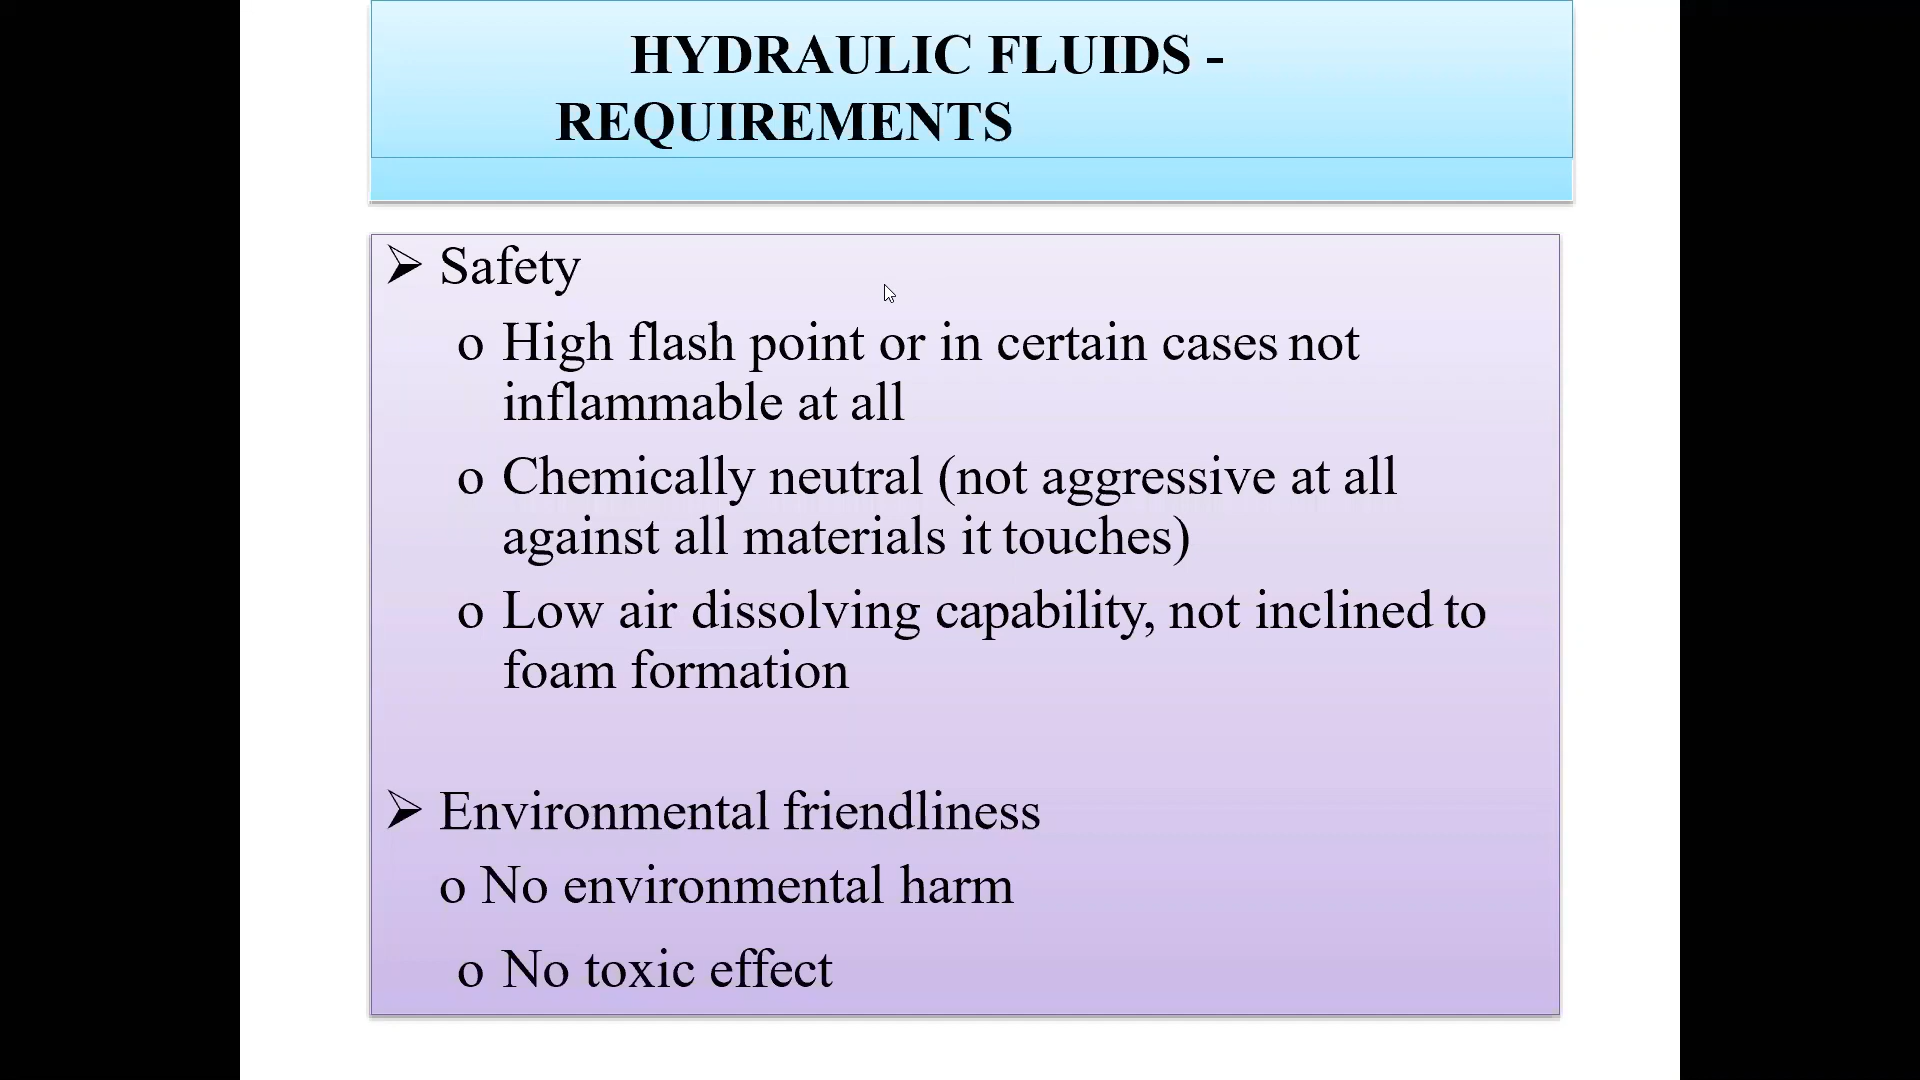 HYDRAULIC FLUIDS -
REQUIREMENTS
➢ Safety
o High flash point or in certain cases not
inflammable at all
o Chemically neutral (not aggressive at all
against all materials it touches)
o Low air dissolving capability, not inclined to
foam formation
➢ Environmental friendliness
o No environmental harm
o No toxic effect